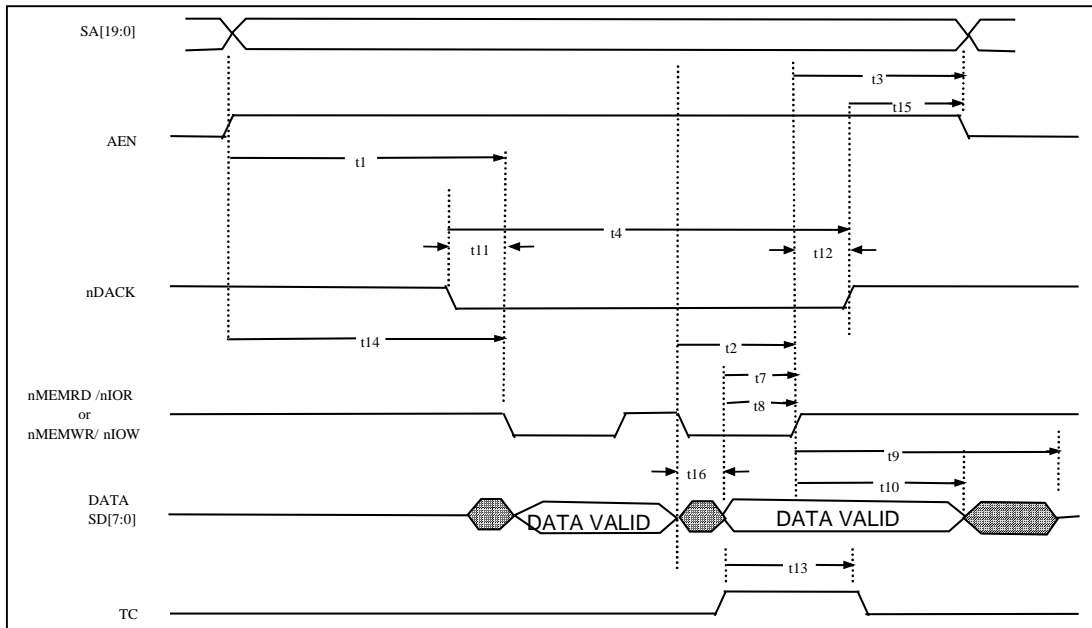 SA[19:0]
t3
t15
AEN
t1
t4
t11
t12
nDACK
t14
t2
t7
nMEMRD /nIOR
t8
or
nMEMWR/ nIOW
t9
t16
t10
DATA
SD[7:0]
DATA VALID
DATA VALID
t13
TC